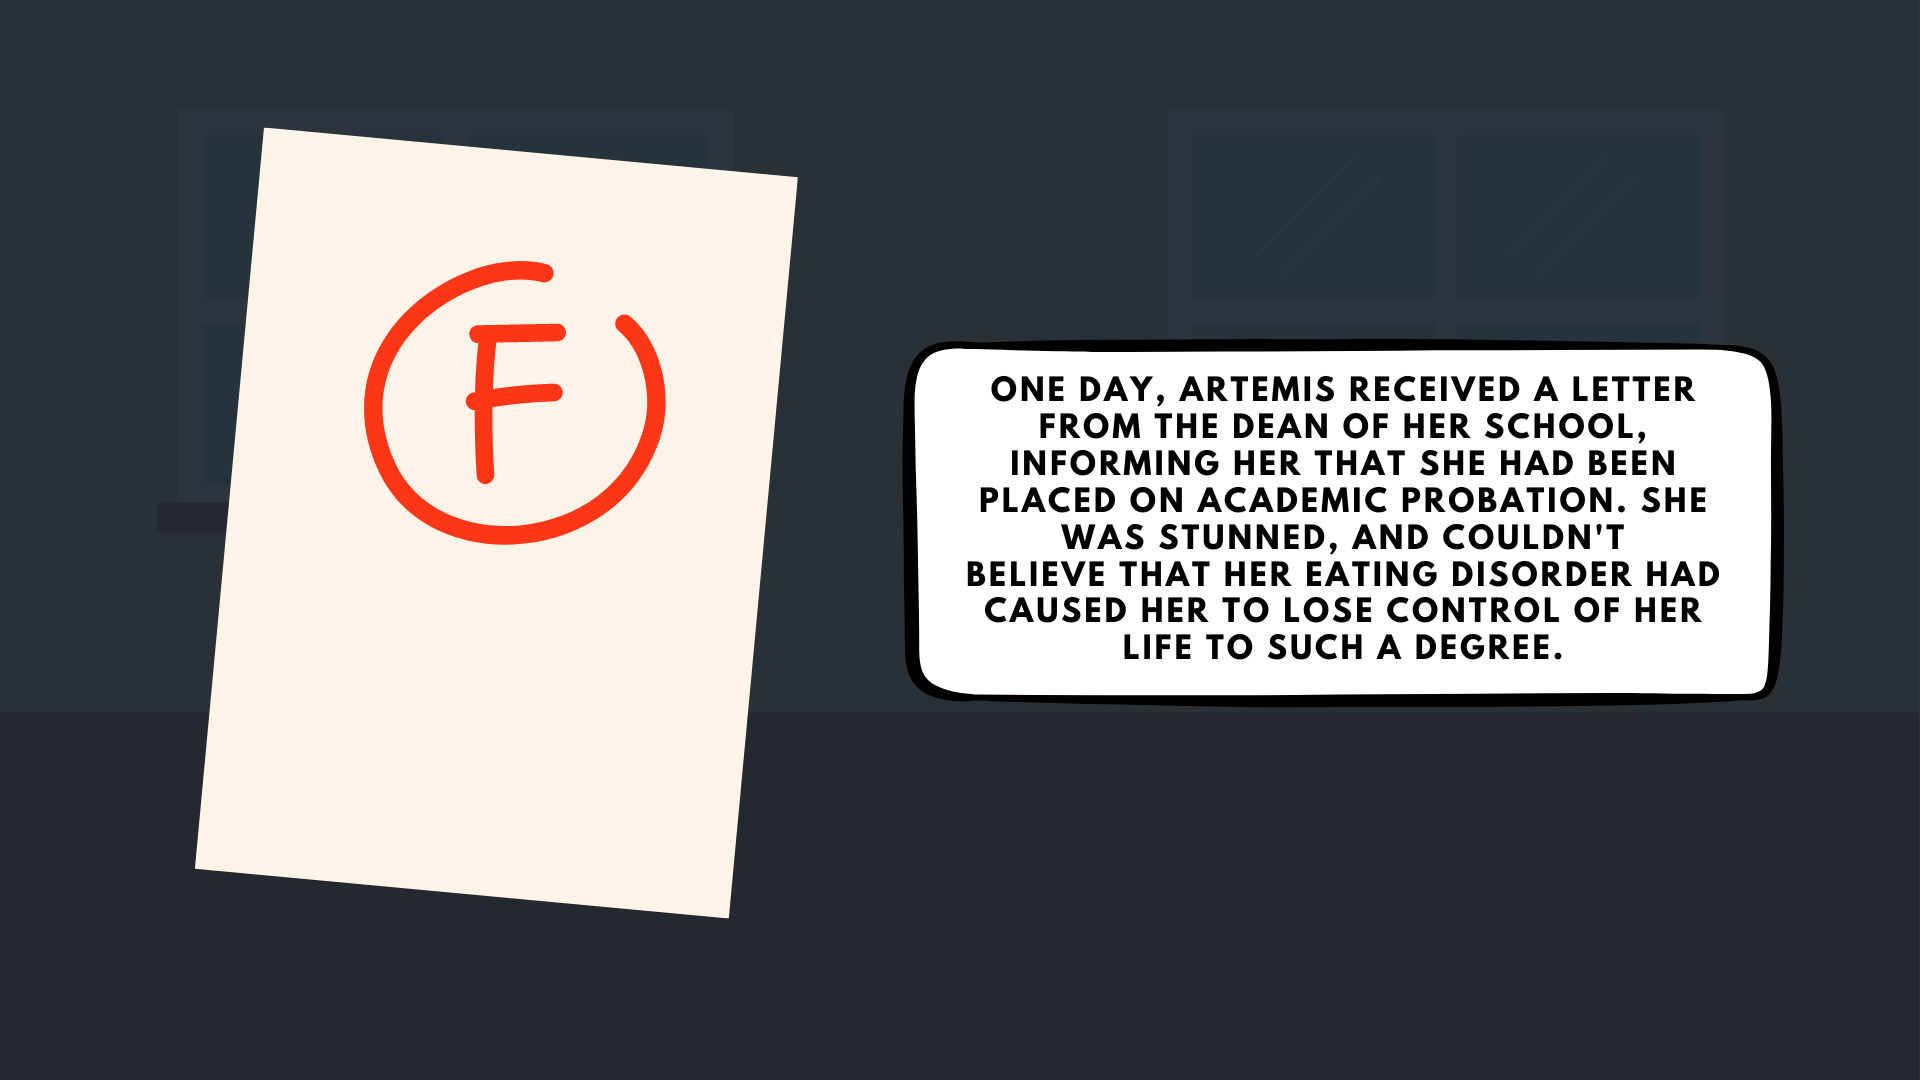 F
ONE DAY, ARTEMIS RECEIVED A LETTER
FROM THE DEAN OF HER SCHOOL,
INFORMING HER THAT SHE HAD BEEN
PLACED ON ACADEMIC PROBATION. SHE
WAS STUNNED, AND COULDN'T
BELIEVE THAT HER EATING DISORDER HAD
CAUSED HER TO LOSE CONTROL OF HER
LIFE TO SUCH A DEGREE.